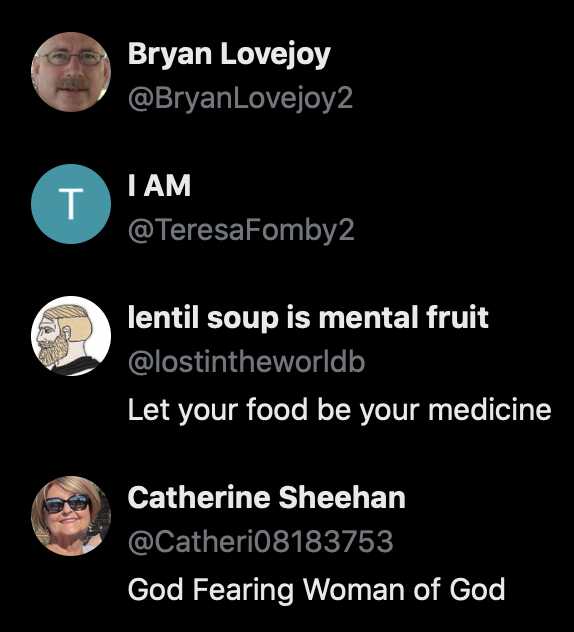 Bryan Lovejoy
@BryanLovejoy2
T
I AM
@TeresaFomby2
lentil soup is mental fruit
@lostintheworldb
Let your food be your medicine
Catherine Sheehan
@Catheri08183753
God Fearing Woman of God